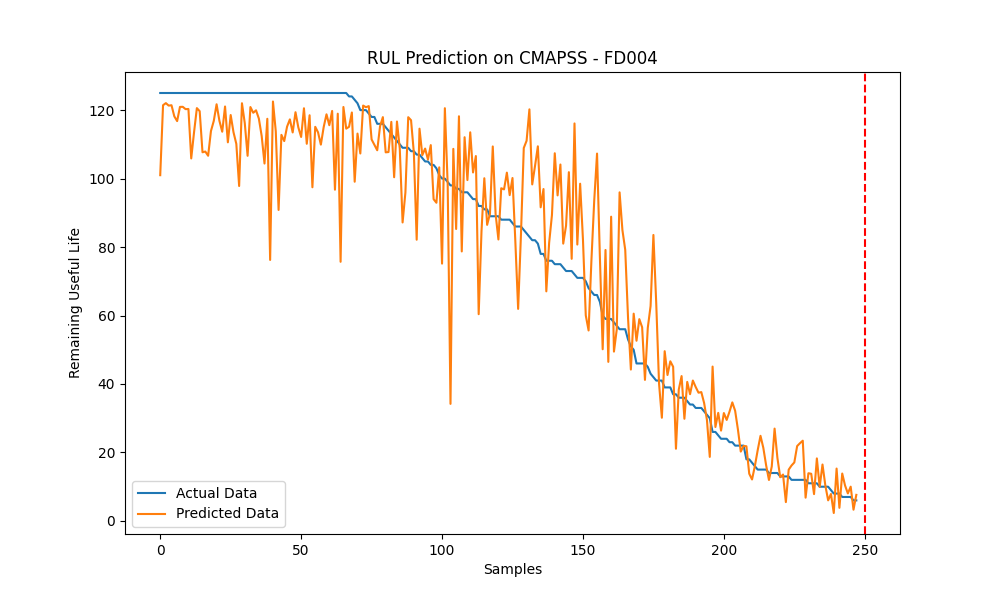 RUL Prediction on CMAPSS - FD004
Remaining Useful Life
120
100
80
60
40
20
0
Actual Data
Predicted Data
0 50 100 150 200 250
Samples